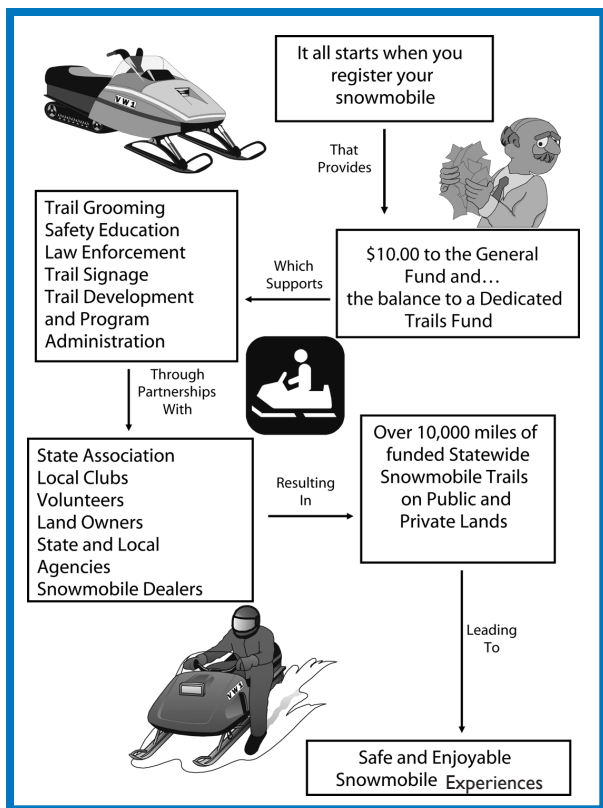 It all starts when you
register your
snowmobile
VW1
That
Provides
$10.00 to the General
Fund and…
the balance to a Dedicated
Trails Fund
Which
Supports
Trail Grooming
Safety Education
Law Enforcement
Trail Signage
Trail Development
and Program
Administration
Through
Partnerships
With
State Association
Local Clubs
Volunteers
Land Owners
State and Local
Agencies
Snowmobile Dealers
Resulting
In
Over 10,000 miles of
funded Statewide
Snowmobile Trails
on Public and
Private Lands
VW1
Leading
To
Safe and Enjoyable
Snowmobile Experiences